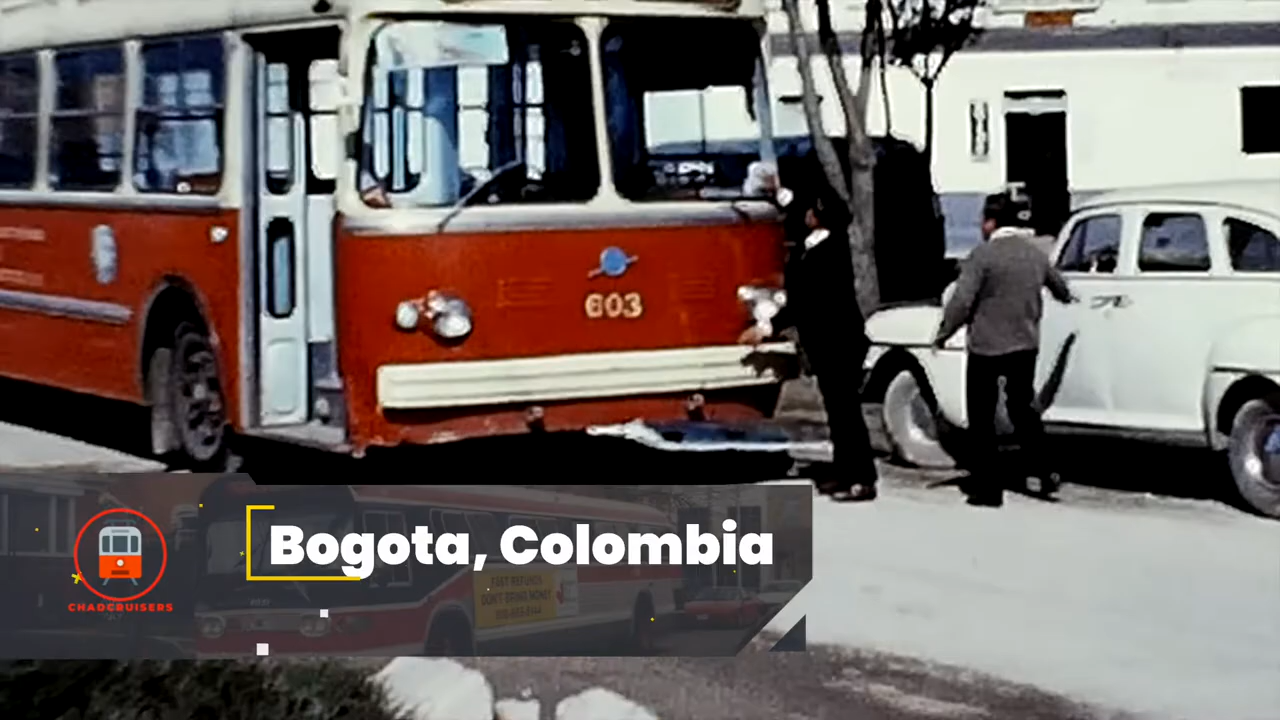 603
Bogota, Colombia
FAST REFUNDS
DON'T BRING MONEY
CHADCRUISERS